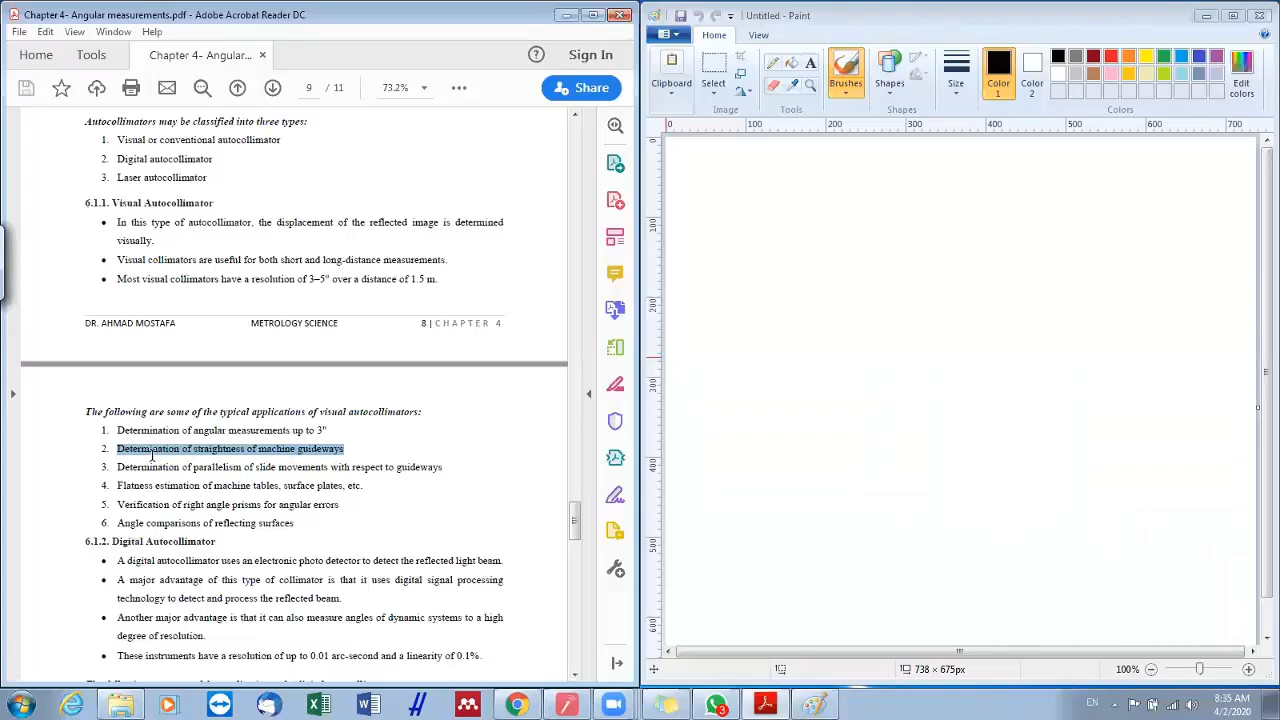 Chapter 4- Angular measurements.pdf - Adobe Acrobat Reader DC
File Edit View Window Help
Home Tools Chapter 4- Angular... × Sign In
9 / 11 73.2% Share
Autocollimators may be classified into three types:
1. Visual or conventional autocollimator
2. Digital autocollimator
3. Laser autocollimator
6.1.1. Visual Autocollimator
• In this type of autocollimator, the displacement of the reflected image is determined
visually.
• Visual collimators are useful for both short and long-distance measurements.
• Most visual collimators have a resolution of 3–5" over a distance of 1.5 m.
DR. AHMAD MOSTAFA METROLOGY SCIENCE 8 | CHAPTER 4
The following are some of the typical applications of visual autocollimators:
1. Determination of angular measurements up to 3"
2. Determination of straightness of machine guideways
3. Determination of parallelism of slide movements with respect to guideways
4. Flatness estimation of machine tables, surface plates, etc.
5. Verification of right angle prisms for angular errors
6. Angle comparisons of reflecting surfaces
6.1.2. Digital Autocollimator
• A digital autocollimator uses an electronic photo detector to detect the reflected light beam.
• A major advantage of this type of collimator is that it uses digital signal processing
technology to detect and process the reflected beam.
• Another major advantage is that it can also measure angles of dynamic systems to a high
degree of resolution.
• These instruments have a resolution of up to 0.01 arc-second and a linearity of 0.1%.
Untitled - Paint
Home View
Clipboard Select Brushes Shapes Size Color 1 Color 2 Edit colors
Image Tools Shapes Colors
0 100 200 300 400 500 600 700
0
100
200
300
400
500
600
738 × 675px 100%
EN 8:35 AM
4/2/2020
3